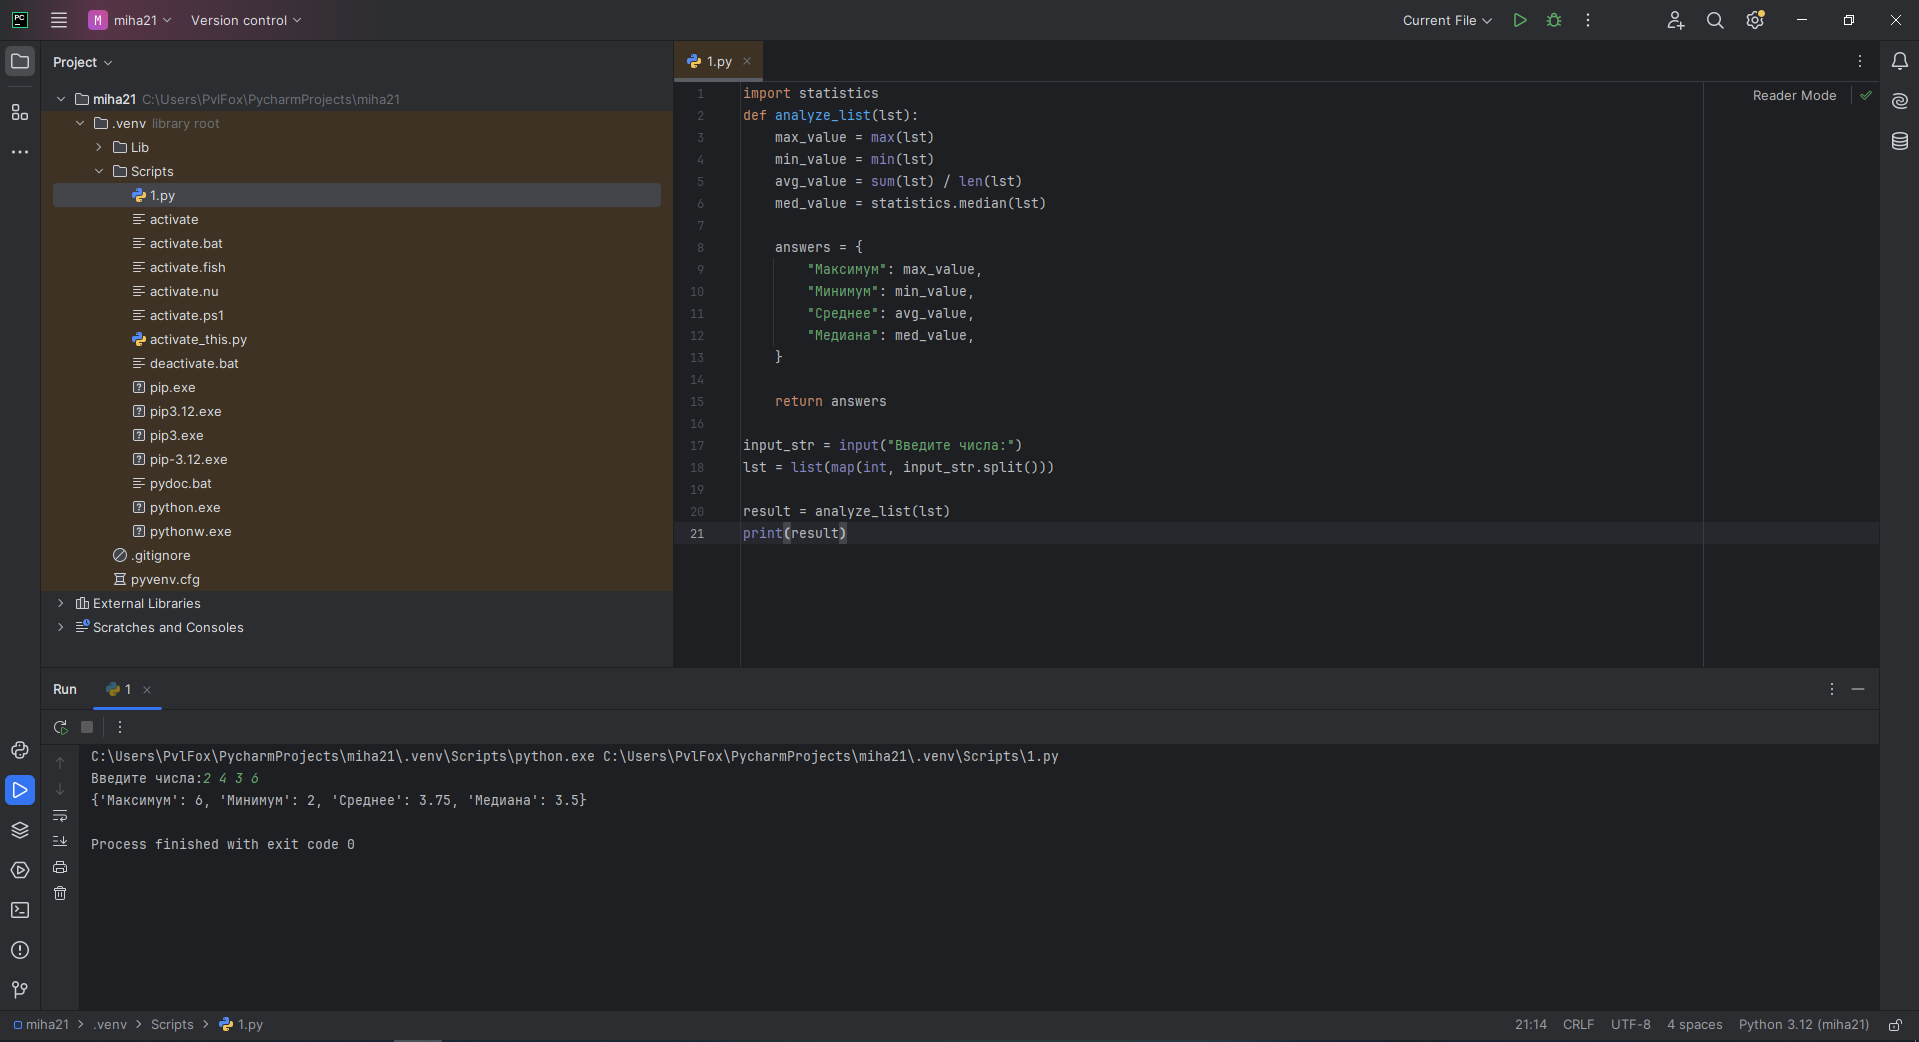 PC M miha21 Version control Current File
Project
miha21 C:\Users\PvlFox\PycharmProjects\miha21
.venv library root
Lib
Scripts
1.py
activate
activate.bat
activate.fish
activate.nu
activate.ps1
activate_this.py
deactivate.bat
pip.exe
pip3.12.exe
pip3.exe
pip-3.12.exe
pydoc.bat
python.exe
pythonw.exe
.gitignore
pyvenv.cfg
External Libraries
Scratches and Consoles
1.py
Reader Mode
1 import statistics
2 def analyze_list(lst):
3 max_value = max(lst)
4 min_value = min(lst)
5 avg_value = sum(lst) / len(lst)
6 med_value = statistics.median(lst)
7
8 answers = {
9 "Максимум": max_value,
10 "Минимум": min_value,
11 "Среднее": avg_value,
12 "Медиана": med_value,
13 }
14
15 return answers
16
17 input_str = input("Введите числа:")
18 lst = list(map(int, input_str.split()))
19
20 result = analyze_list(lst)
21 print(result)
Run 1
C:\Users\PvlFox\PycharmProjects\miha21\.venv\Scripts\python.exe C:\Users\PvlFox\PycharmProjects\miha21\.venv\Scripts\1.py
Введите числа:2 4 3 6
{'Максимум': 6, 'Минимум': 2, 'Среднее': 3.75, 'Медиана': 3.5}
Process finished with exit code 0
miha21 > .venv > Scripts > 1.py 21:14 CRLF UTF-8 4 spaces Python 3.12 (miha21)